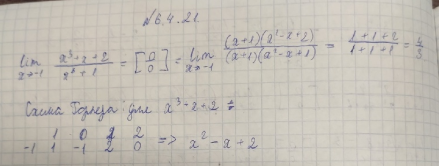 №6.4.21
lim x→-1 (x³+x+2)/(x³+1) = [0/0] = lim x→-1 ((x+1)(x²-x+2))/((x+1)(x²-x+1)) = (1+1+2)/(1+1+1) = 4/3
Схема Горнера для x³-x+2
1 0 1 2
-1 1 -1 2 0 => x²-x+2